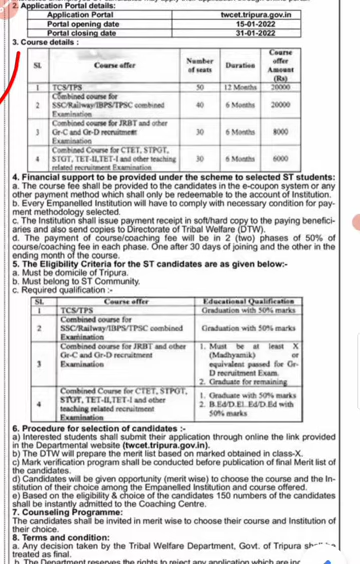 2. Application Portal details:
Application Portal twcet.tripura.gov.in
Portal opening date 15-01-2022
Portal closing date 31-01-2022
3. Course details :
SL Course offer Number of seats Duration Course offer Amount (Rs)
1 TCS/TPS 50 12 Months 20000
2 Combined course for SSC/Railway/IBPS/TPSC combined Examination 40 6 Months 20000
3 Combined course for JRBT and other Gr-C and Gr-D recruitment Examination 30 6 Months 8000
4 Combined Course for CTET, STPGT, STGT, TET-II,TET-I and other teaching related recruitment Examination 30 6 Months 6000
4. Financial support to be provided under the scheme to selected ST students:
a. The course fee shall be provided to the candidates in the e-coupon system or any
other payment method which shall only be redeemable to the account of Institution.
b. Every Empanelled Institution will have to comply with necessary condition for pay-
ment methodology selected.
c. The Institution shall issue payment receipt in soft/hard copy to the paying benefici-
aries and also send copies to Directorate of Tribal Welfare (DTW).
d. The payment of course/coaching fee will be in 2 (two) phases of 50% of
course/coaching fee in each phase. One after 30 days of joining and the other in the
ending month of the course.
5. The Eligibility Criteria for the ST candidates are as given below:-
a. Must be domicile of Tripura.
b. Must belong to ST Community.
c. Required qualification :-
SL Course offer Educational Qualification
1 TCS/TPS Graduation with 50% marks
2 Combined course for SSC/Railway/IBPS/TPSC combined Examination Graduation with 50% marks
3 Combined course for JRBT and other Gr-C and Gr-D recruitment Examination 1. Must be at least X (Madhyamik) or equivalent passed for Gr-D recruitment Exam. 2. Graduate for remaining
4 Combined Course for CTET, STPGT, STGT, TET-II,TET-I and other teaching related recruitment Examination 1. Graduate with 50% marks 2. B.Ed/D.El.Ed/D.Ed with 50% marks
6. Procedure for selection of candidates :-
a) Interested students shall submit their application through online the link provided
in the Departmental website (twcet.tripura.gov.in).
b) The DTW will prepare the merit list based on marked obtained in class-X.
c) Mark verification program shall be conducted before publication of final Merit list of
the candidates.
d) Candidates will be given opportunity (merit wise) to choose the course and the In-
stitution of their choice among the Empanelled Institution and course offered.
e) Based on the eligibility & choice of the candidates 150 numbers of the candidates
shall be instantly admitted to the Coaching Centre.
7. Counseling Programme:
The candidates shall be invited in merit wise to choose their course and Institution of
their choice.
8. Terms and condition:
a. Any decision taken by the Tribal Welfare Department, Govt. of Tripura
treated as final.
b. The Department reserves the rights to reject any application which are